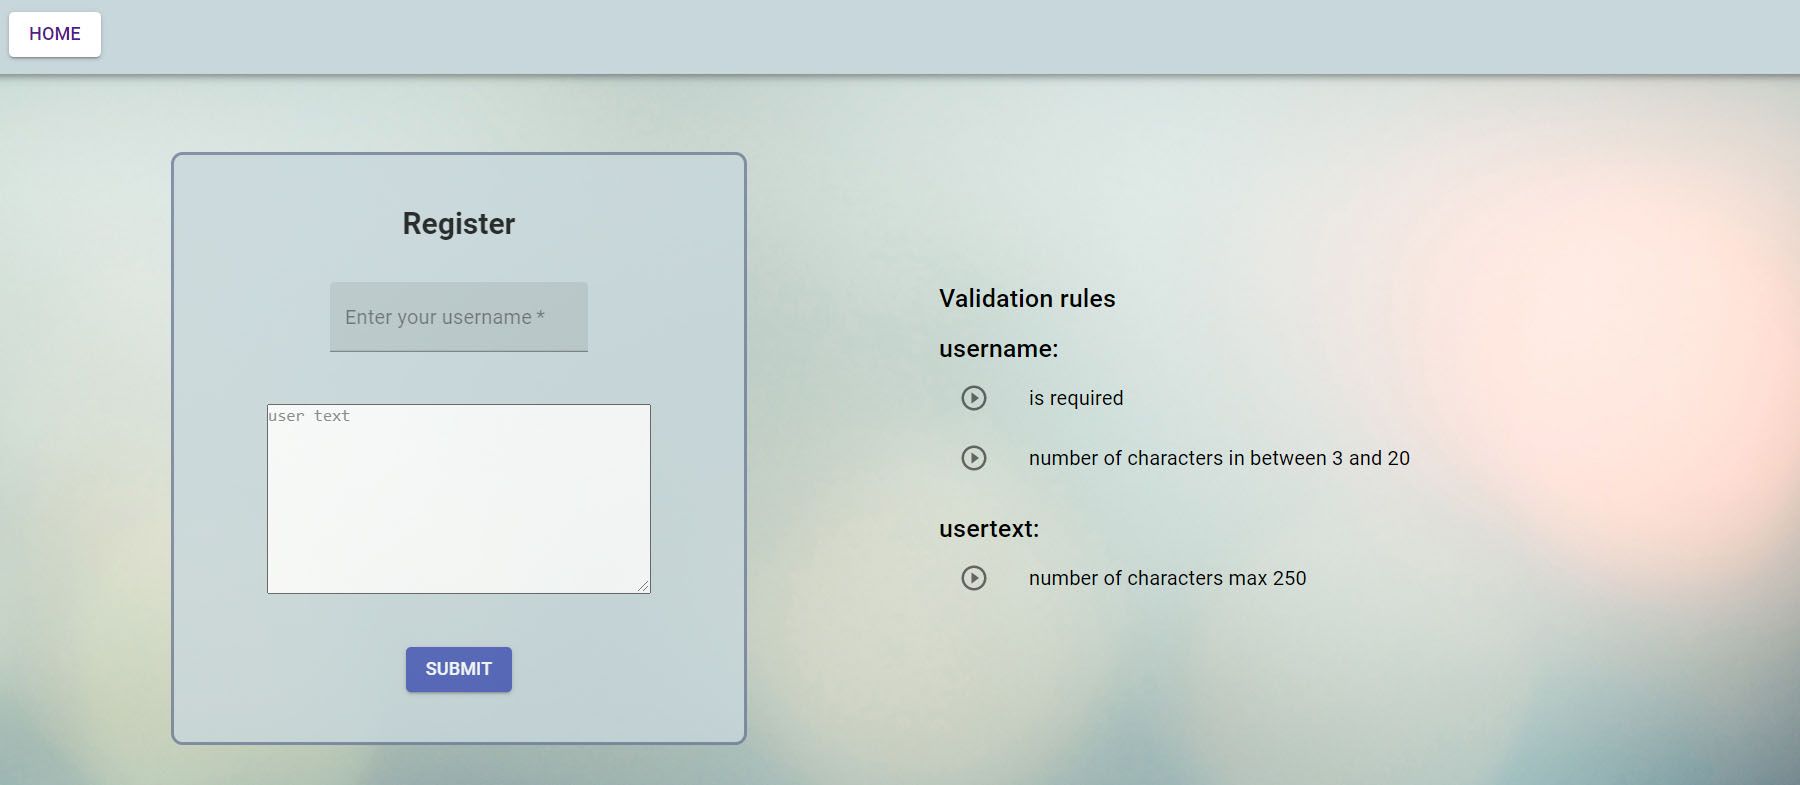 HOME
Register
Enter your username *
user text
SUBMIT
Validation rules
username:
is required
number of characters in between 3 and 20
usertext:
number of characters max 250